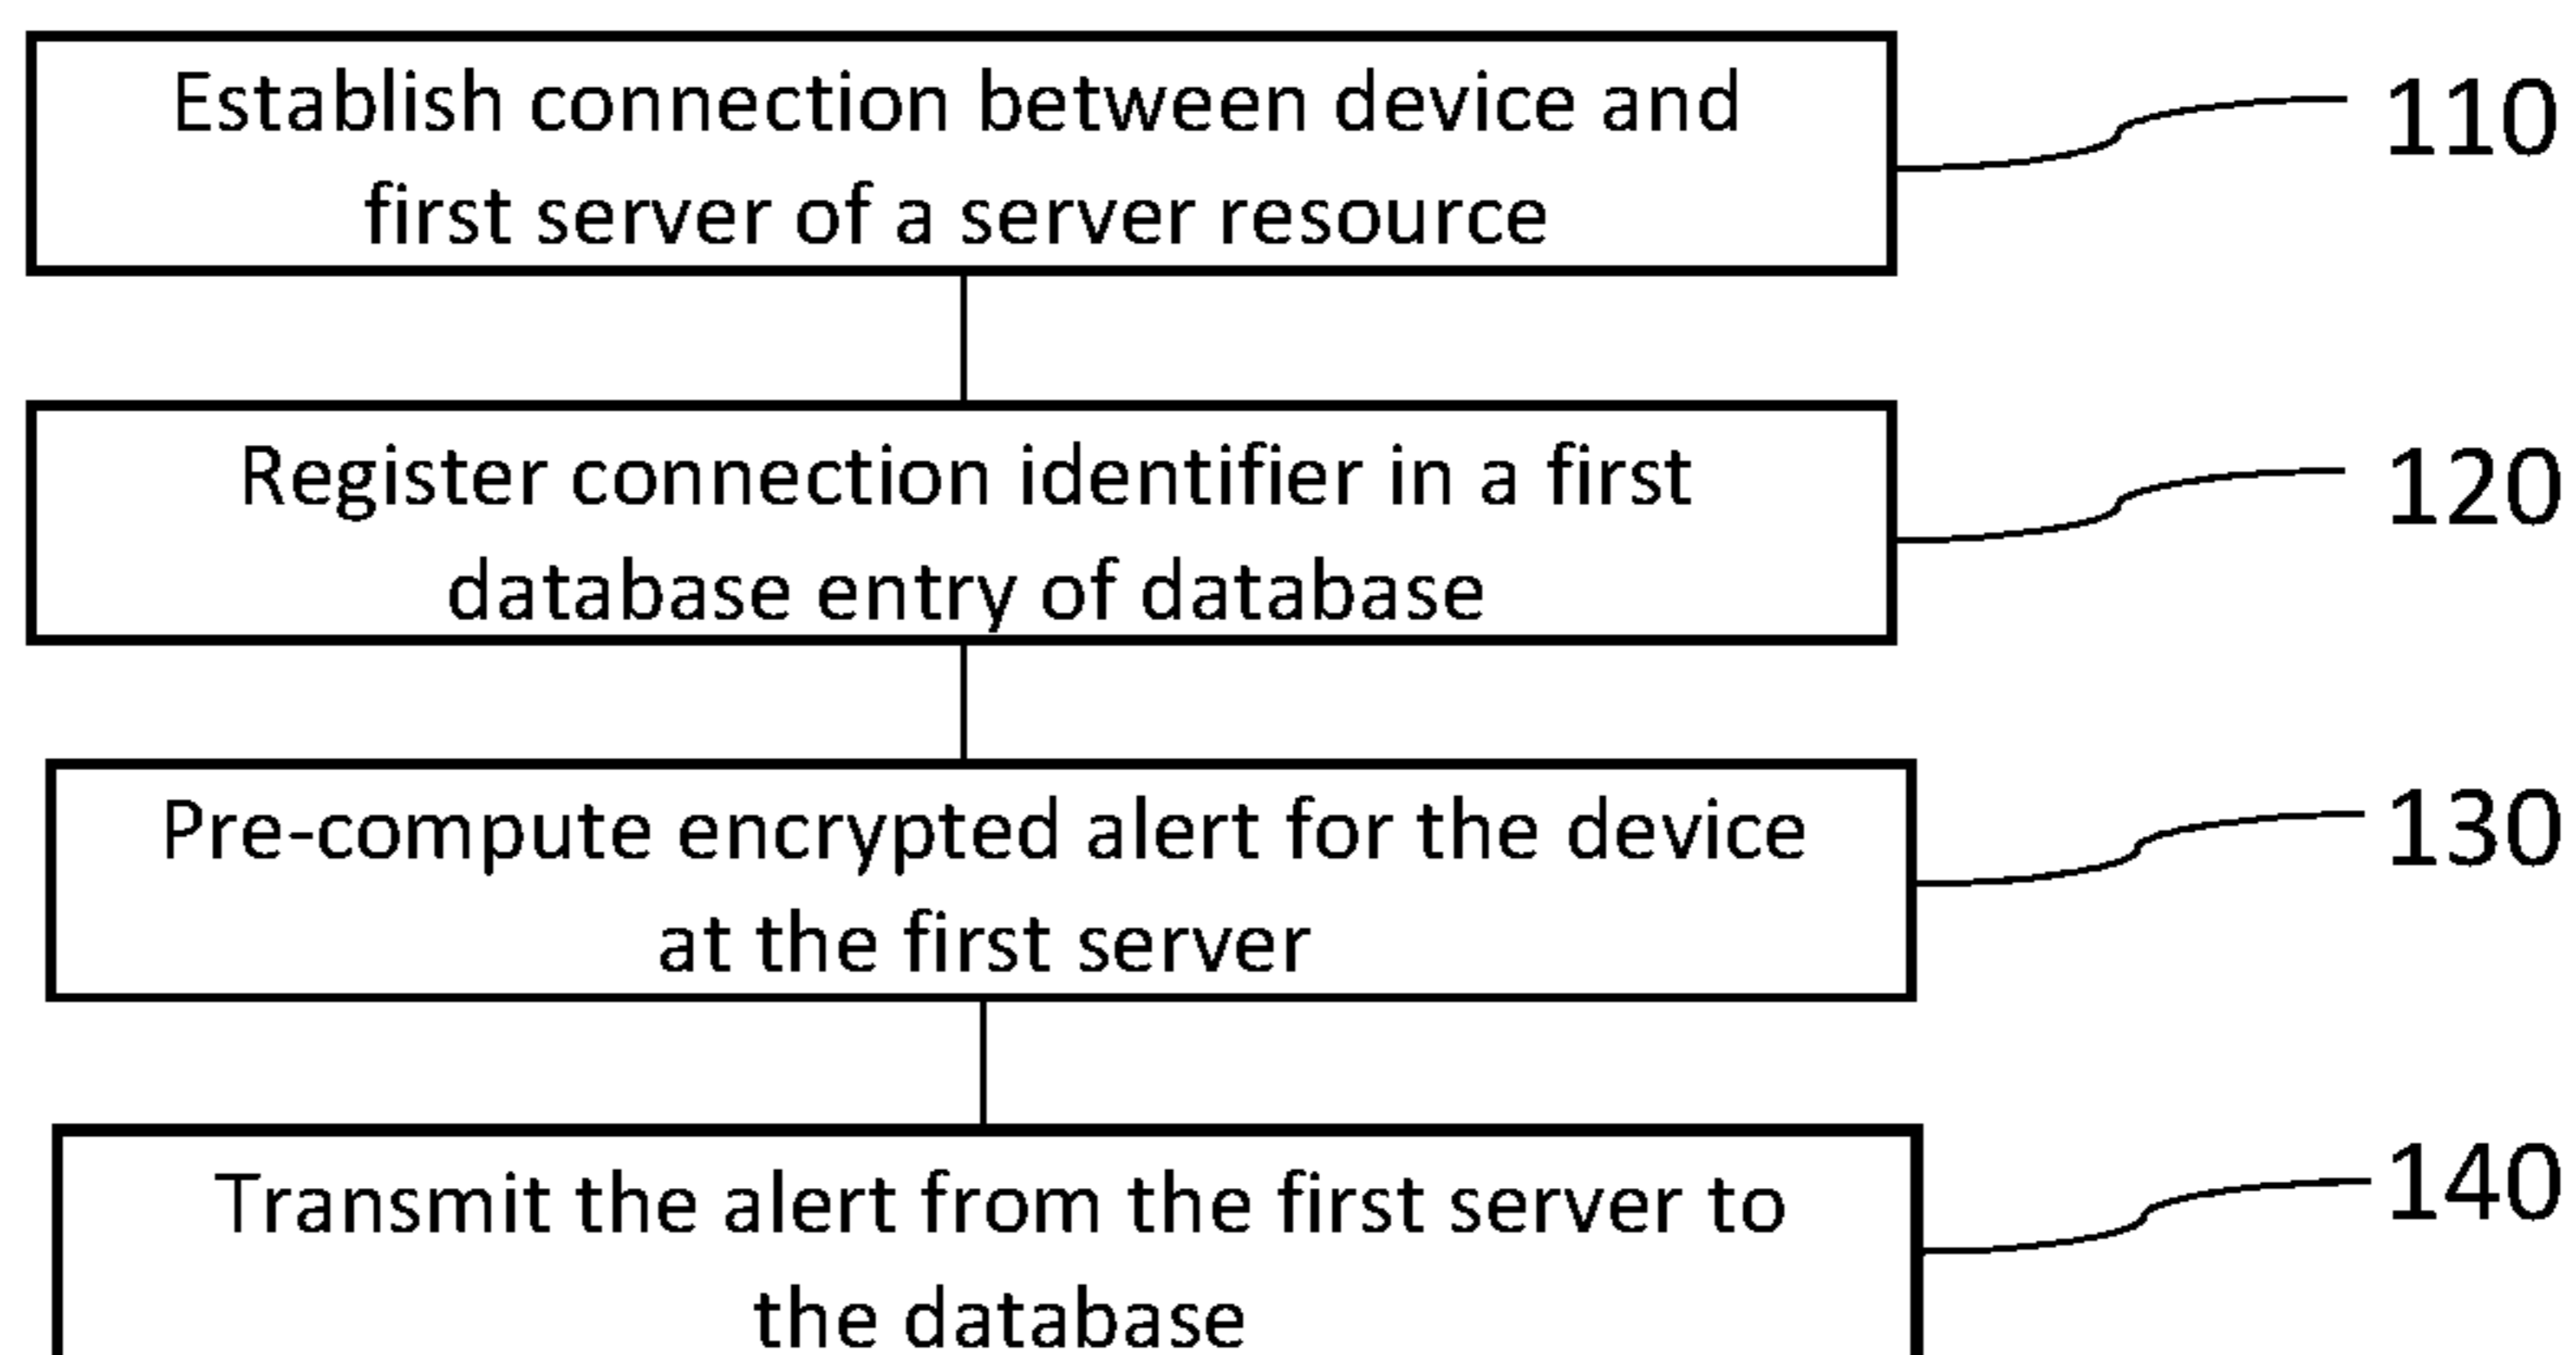 Establish connection between device and
first server of a server resource
110
Register connection identifier in a first
database entry of database
120
Pre-compute encrypted alert for the device
at the first server
130
Transmit the alert from the first server to
the database
140